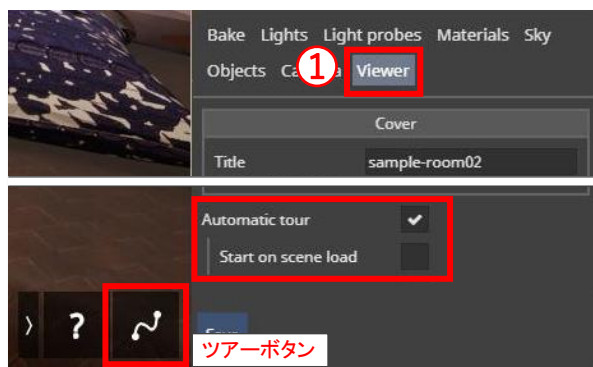 Bake Lights Light probes Materials Sky
Objects Ca a Viewer
①
Cover
Title sample-room02
Automatic tour
Start on scene load
?
ツアーボタン